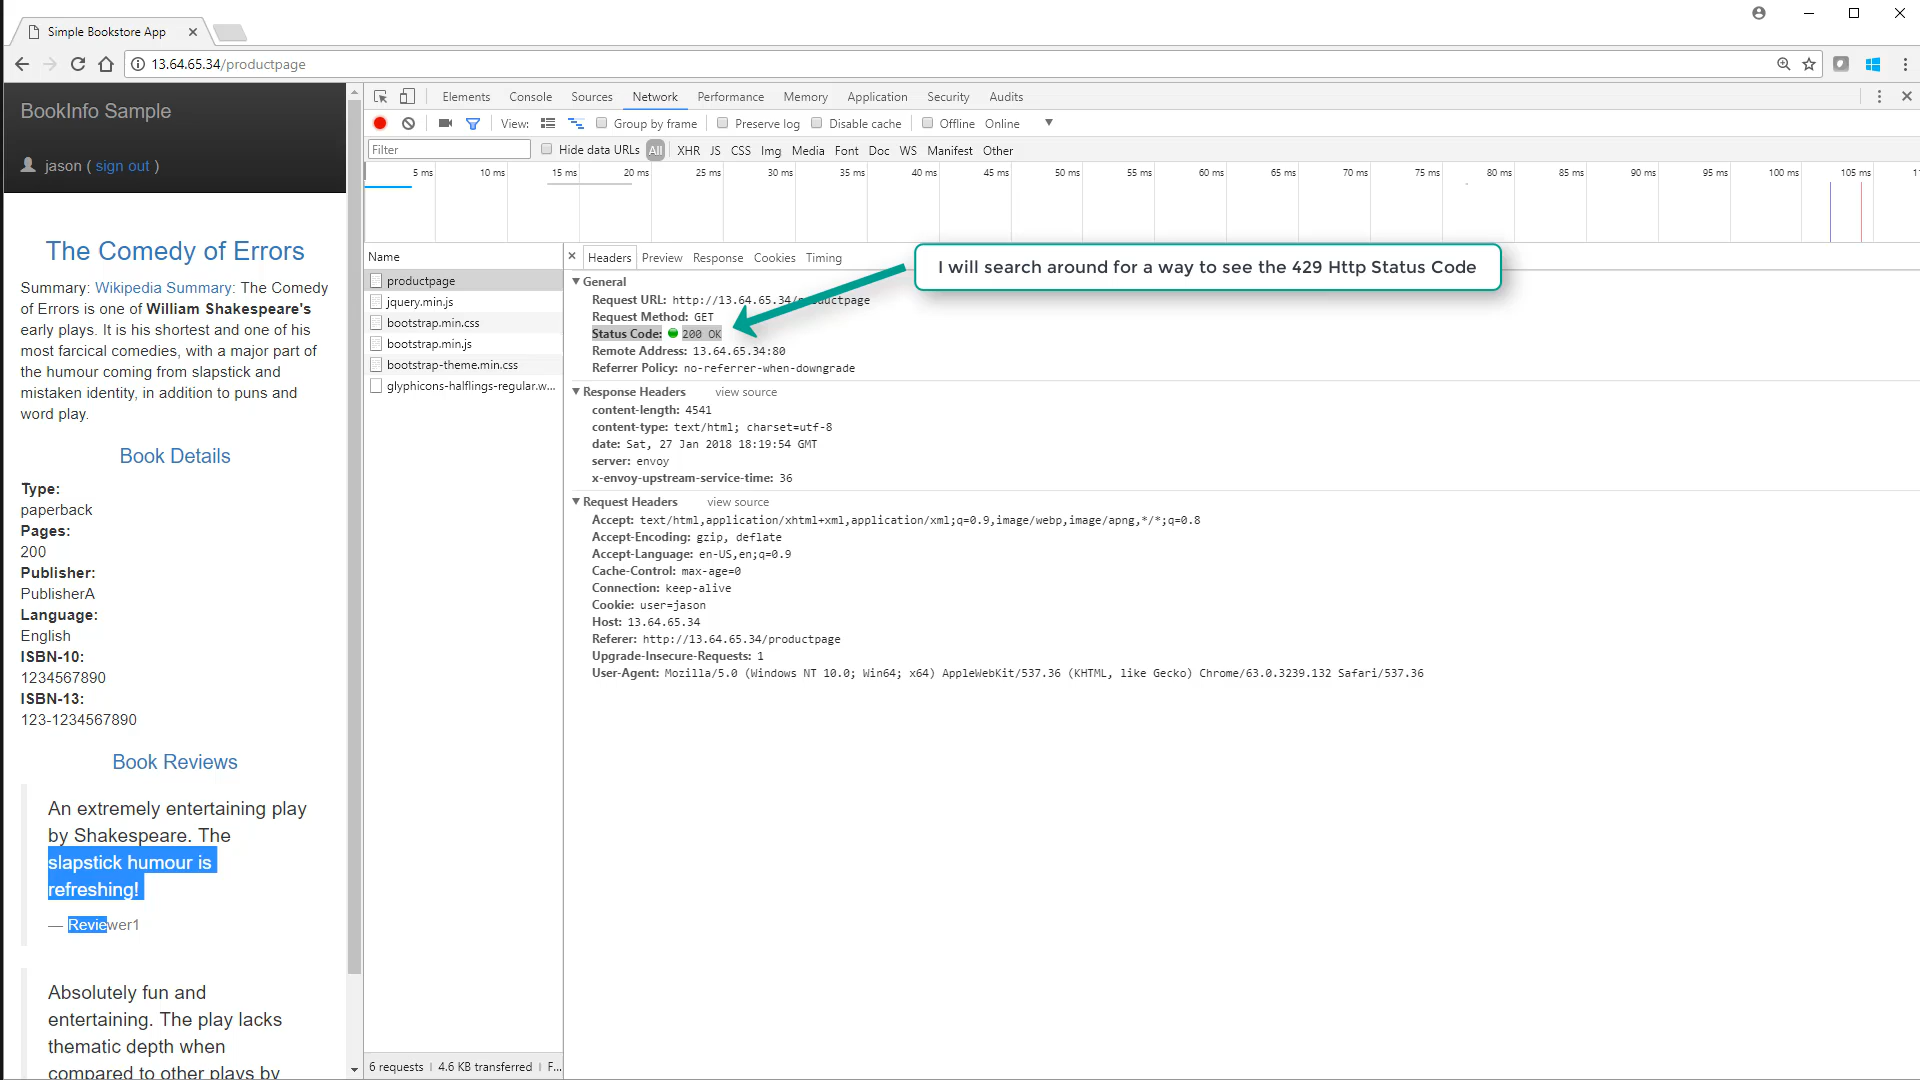 Simple Bookstore App
13.64.65.34/productpage
BookInfo Sample
jason ( sign out )
The Comedy of Errors
Summary: Wikipedia Summary: The Comedy
of Errors is one of William Shakespeare's
early plays. It is his shortest and one of his
most farcical comedies, with a major part of
the humour coming from slapstick and
mistaken identity, in addition to puns and
word play.
Book Details
Type:
paperback
Pages:
200
Publisher:
PublisherA
Language:
English
ISBN-10:
1234567890
ISBN-13:
123-1234567890
Book Reviews
An extremely entertaining play
by Shakespeare. The
slapstick humour is
refreshing!
— Reviewer1
Absolutely fun and
entertaining. The play lacks
thematic depth when
compared to other plays by
Elements Console Sources Network Performance Memory Application Security Audits
View: Group by frame Preserve log Disable cache Offline Online
Filter Hide data URLs All XHR JS CSS Img Media Font Doc WS Manifest Other
5 ms 10 ms 15 ms 20 ms 25 ms 30 ms 35 ms 40 ms 45 ms 50 ms 55 ms 60 ms 65 ms 70 ms 75 ms 80 ms 85 ms 90 ms 95 ms 100 ms 105 ms
Name
productpage
jquery.min.js
bootstrap.min.css
bootstrap.min.js
bootstrap-theme.min.css
glyphicons-halflings-regular.w...
6 requests | 4.6 KB transferred | F...
Headers Preview Response Cookies Timing
I will search around for a way to see the 429 Http Status Code
General
Request URL: http://13.64.65.34/productpage
Request Method: GET
Status Code: 200 OK
Remote Address: 13.64.65.34:80
Referrer Policy: no-referrer-when-downgrade
Response Headers view source
content-length: 4541
content-type: text/html; charset=utf-8
date: Sat, 27 Jan 2018 18:19:54 GMT
server: envoy
x-envoy-upstream-service-time: 36
Request Headers view source
Accept: text/html,application/xhtml+xml,application/xml;q=0.9,image/webp,image/apng,*/*;q=0.8
Accept-Encoding: gzip, deflate
Accept-Language: en-US,en;q=0.9
Cache-Control: max-age=0
Connection: keep-alive
Cookie: user=jason
Host: 13.64.65.34
Referer: http://13.64.65.34/productpage
Upgrade-Insecure-Requests: 1
User-Agent: Mozilla/5.0 (Windows NT 10.0; Win64; x64) AppleWebKit/537.36 (KHTML, like Gecko) Chrome/63.0.3239.132 Safari/537.36